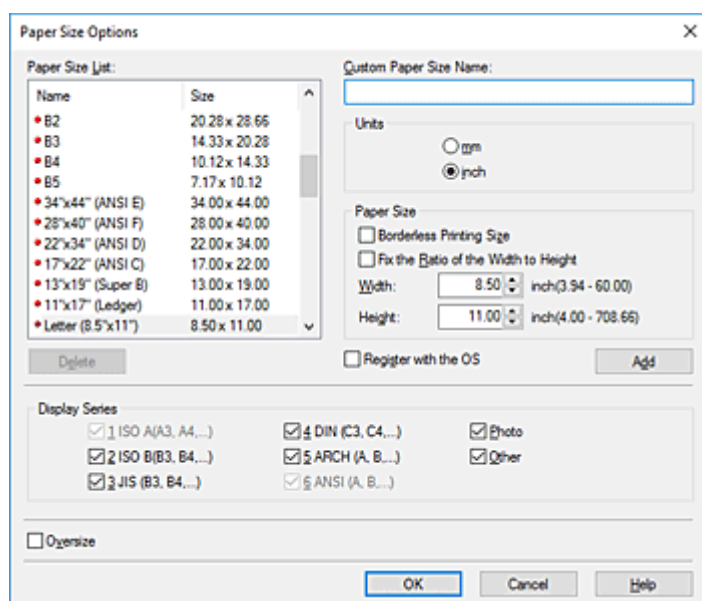 Paper Size Options
Paper Size List:
Name Size
B2 20.28 x 28.66
B3 14.33 x 20.28
B4 10.12 x 14.33
B5 7.17 x 10.12
34"x44" (ANSI E) 34.00 x 44.00
28"x40" (ANSI F) 28.00 x 40.00
22"x34" (ANSI D) 22.00 x 34.00
17"x22" (ANSI C) 17.00 x 22.00
13"x19" (Super B) 13.00 x 19.00
11"x17" (Ledger) 11.00 x 17.00
Letter (8.5"x11") 8.50 x 11.00
Delete
Custom Paper Size Name:
Units
mm
inch
Paper Size
Borderless Printing Size
Fix the Ratio of the Width to Height
Width: 8.50 inch(3.94 - 60.00)
Height: 11.00 inch(4.00 - 708.66)
Register with the OS
Add
Display Series
1 ISO A(A3, A4,...) 4 DIN (C3, C4,...) Photo
2 ISO B(B3, B4,...) 5 ARCH (A, B,...) Other
3 JIS (B3, B4,...) 6 ANSI (A, B,...)
Oversize
OK Cancel Help